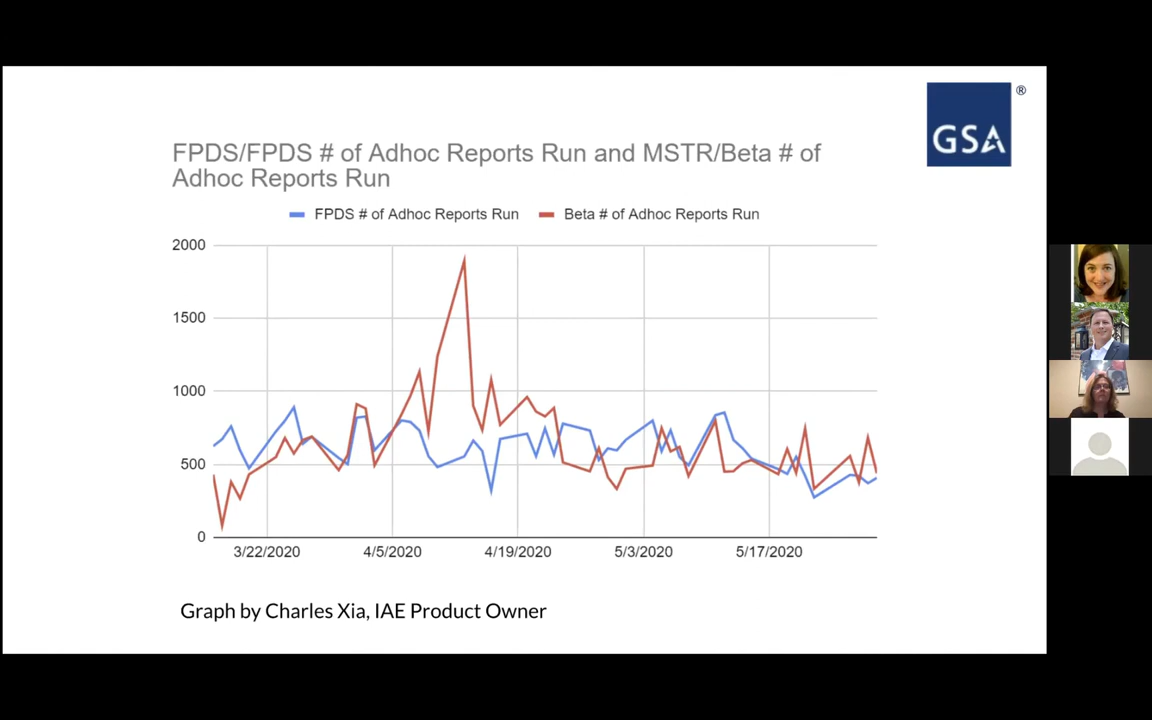 GSA
®
FPDS/FPDS # of Adhoc Reports Run and MSTR/Beta # of
Adhoc Reports Run
FPDS # of Adhoc Reports Run Beta # of Adhoc Reports Run
2000
1500
1000
500
0
3/22/2020 4/5/2020 4/19/2020 5/3/2020 5/17/2020
Graph by Charles Xia, IAE Product Owner